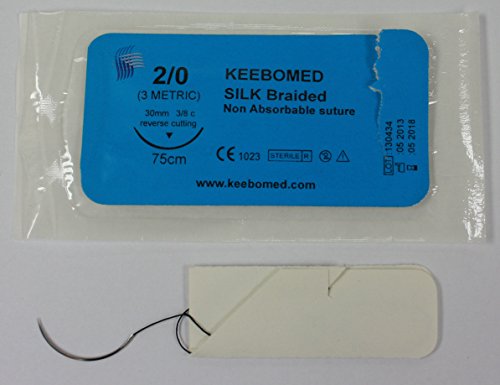 2/0
(3 METRIC)
30mm 3/8 c
reverse cutting
75cm
KEEBOMED
SILK Braided
Non Absorbable suture
CE 1023 STERILE R
www.keebomed.com
LOT :130434
:05 2013
:05 2018